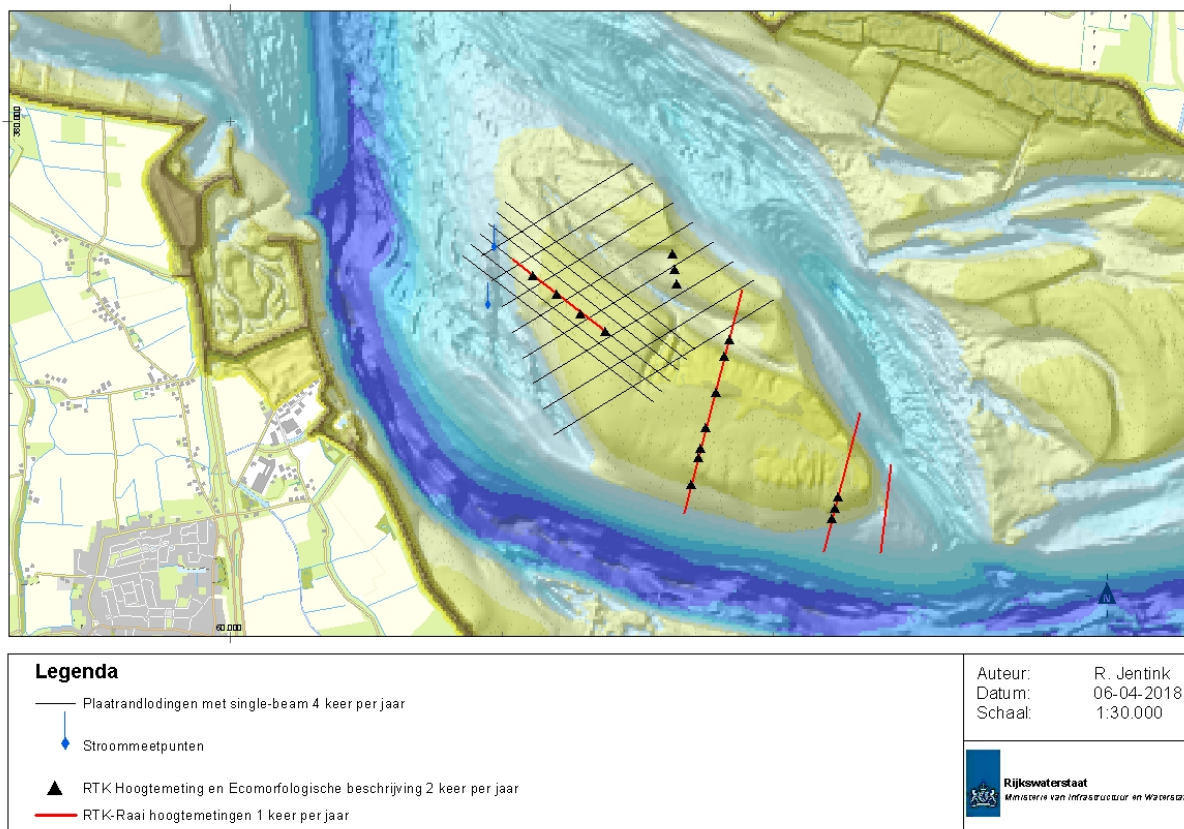 380.000
60.000
N
Legenda
Plaatrandlodingen met single-beam 4 keer per jaar
Stroommeetpunten
RTK Hoogtemeting en Ecomorfologische beschrijving 2 keer per jaar
RTK-Raai hoogtemetingen 1 keer per jaar
Auteur: R. Jentink
Datum: 06-04-2018
Schaal: 1:30.000
Rijkswaterstaat
Ministerie van Infrastructuur en Waterstaat